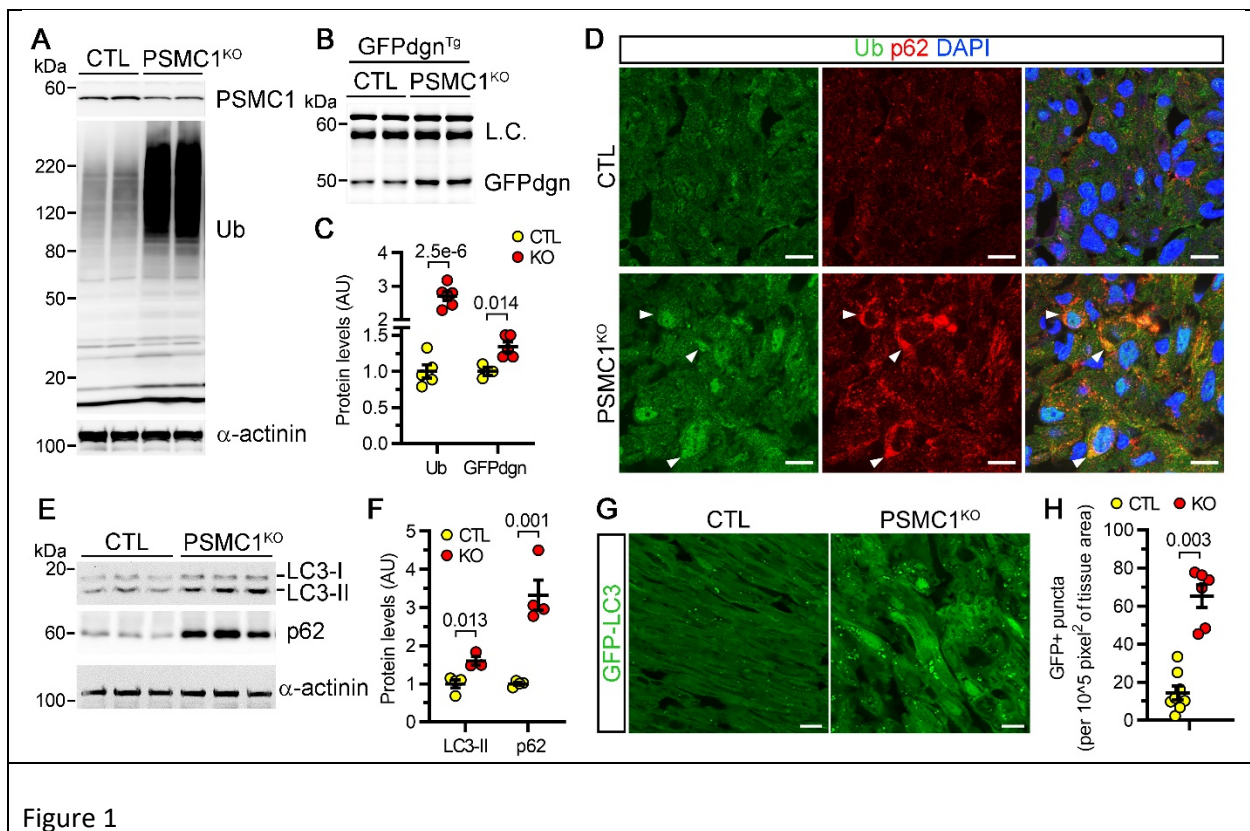 A
CTL PSMC1ᴷᴼ
kDa
60
PSMC1
220
120
80
50
20
Ub
100
α-actinin
B
GFPdgnᵀᵍ
CTL PSMC1ᴷᴼ
kDa
60
L.C.
50
GFPdgn
C
CTL
KO
Protein levels (AU)
4
3
2
1.5
1.0
0.5
0.0
2.5e-6
0.014
Ub GFPdgn
D
Ub p62 DAPI
CTL
PSMC1ᴷᴼ
E
CTL PSMC1ᴷᴼ
kDa
20
LC3-I
LC3-II
60
p62
100
α-actinin
F
CTL
KO
Protein levels (AU)
5
4
3
2
1
0
0.013
0.001
LC3-II p62
G
CTL PSMC1ᴷᴼ
GFP-LC3
H
CTL KO
0.003
GFP+ puncta
(per 10^5 pixel² of tissue area)
100
80
60
40
20
0
Figure 1